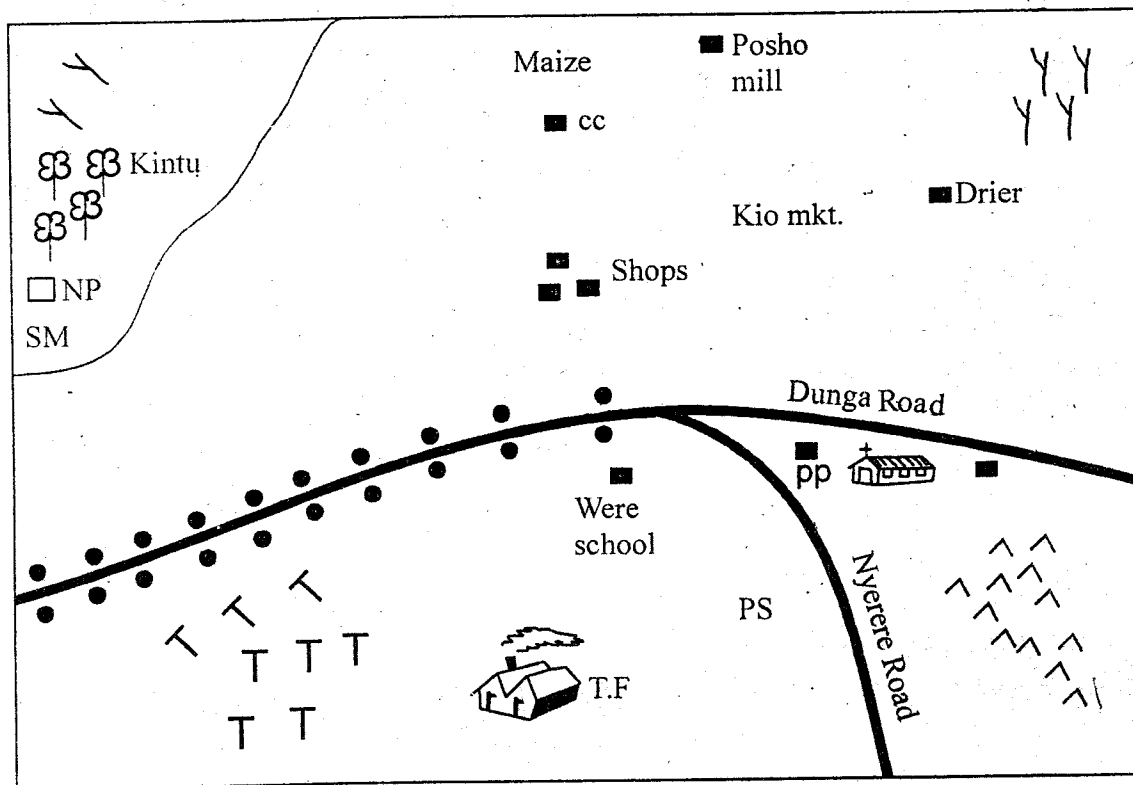 Maize
Posho
mill
cc
Kintu
Drier
Kio mkt.
Shops
NP
SM
Dunga Road
pp
Were
school
Nyerere Road
PS
T T T
T T T
T.F
T T